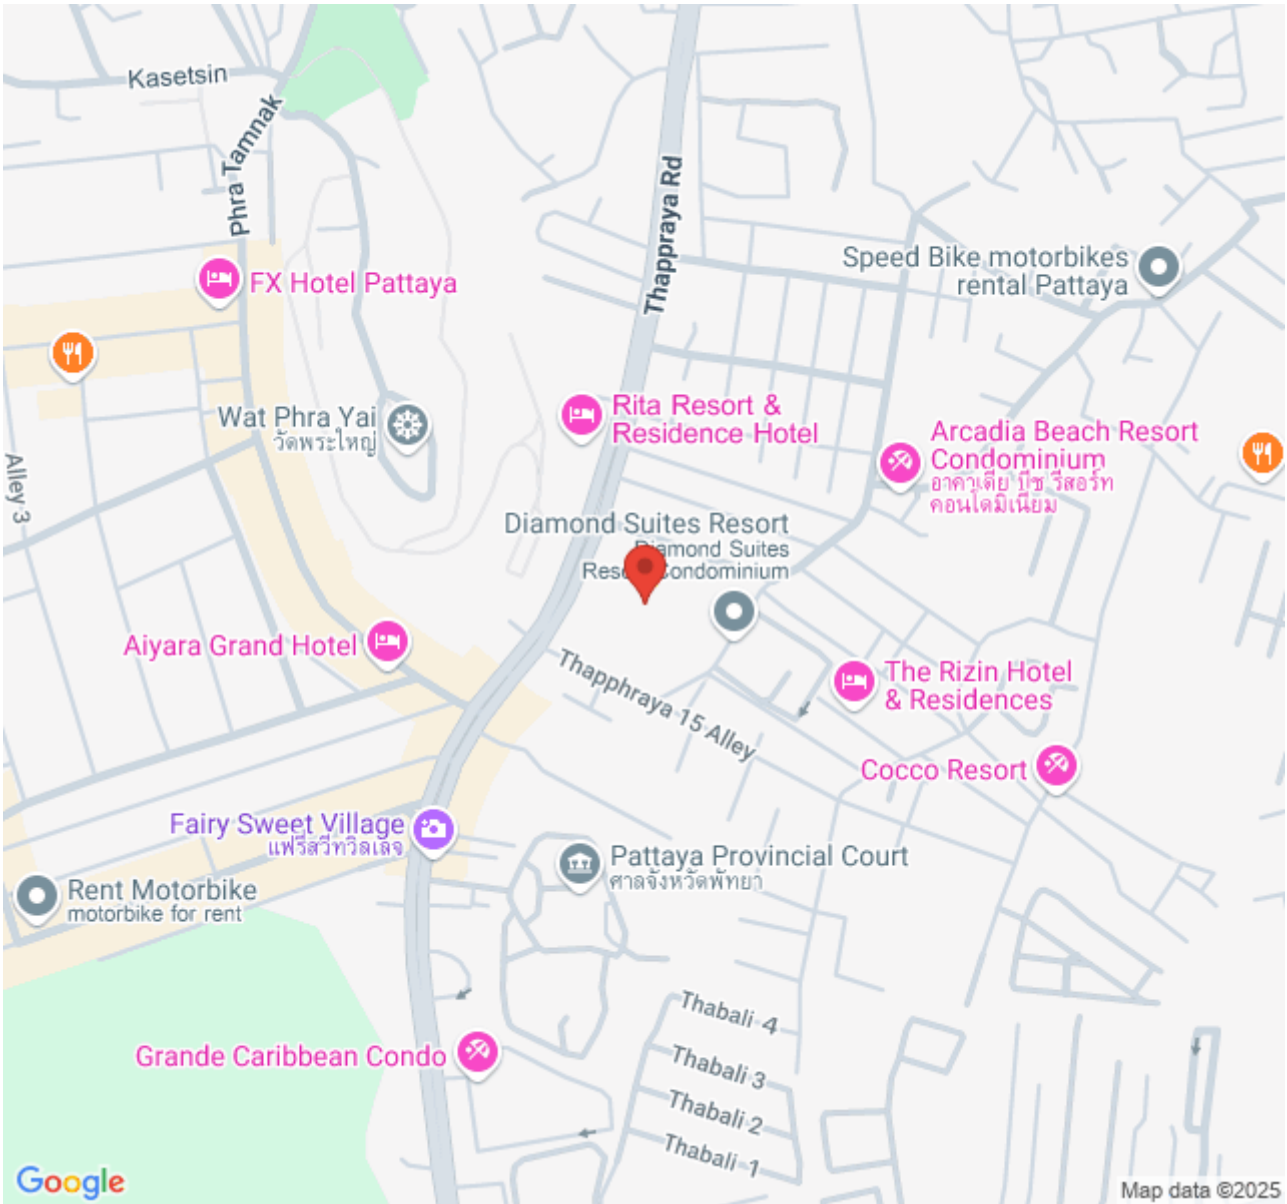 Kasetsin
Phra Tamnak
Thappraya Rd
Speed Bike motorbikes
rental Pattaya
FX Hotel Pattaya
Rita Resort &
Residence Hotel
Wat Phra Yai
วัดพระใหญ่
Arcadia Beach Resort
Condominium
อาคาเดีย บีช รีสอร์ท
คอนโดมิเนียม
Alley 3
Diamond Suites Resort
Diamond Suites
Resort Condominium
Aiyara Grand Hotel
Thapphraya 15 Alley
The Rizin Hotel
& Residences
Cocco Resort
Fairy Sweet Village
แฟรีสวีทวิลเลจ
Pattaya Provincial Court
ศาลจังหวัดพัทยา
Rent Motorbike
motorbike for rent
Thabali 4
Grande Caribbean Condo
Thabali 3
Thabali 2
Thabali 1
Google
Map data ©2025